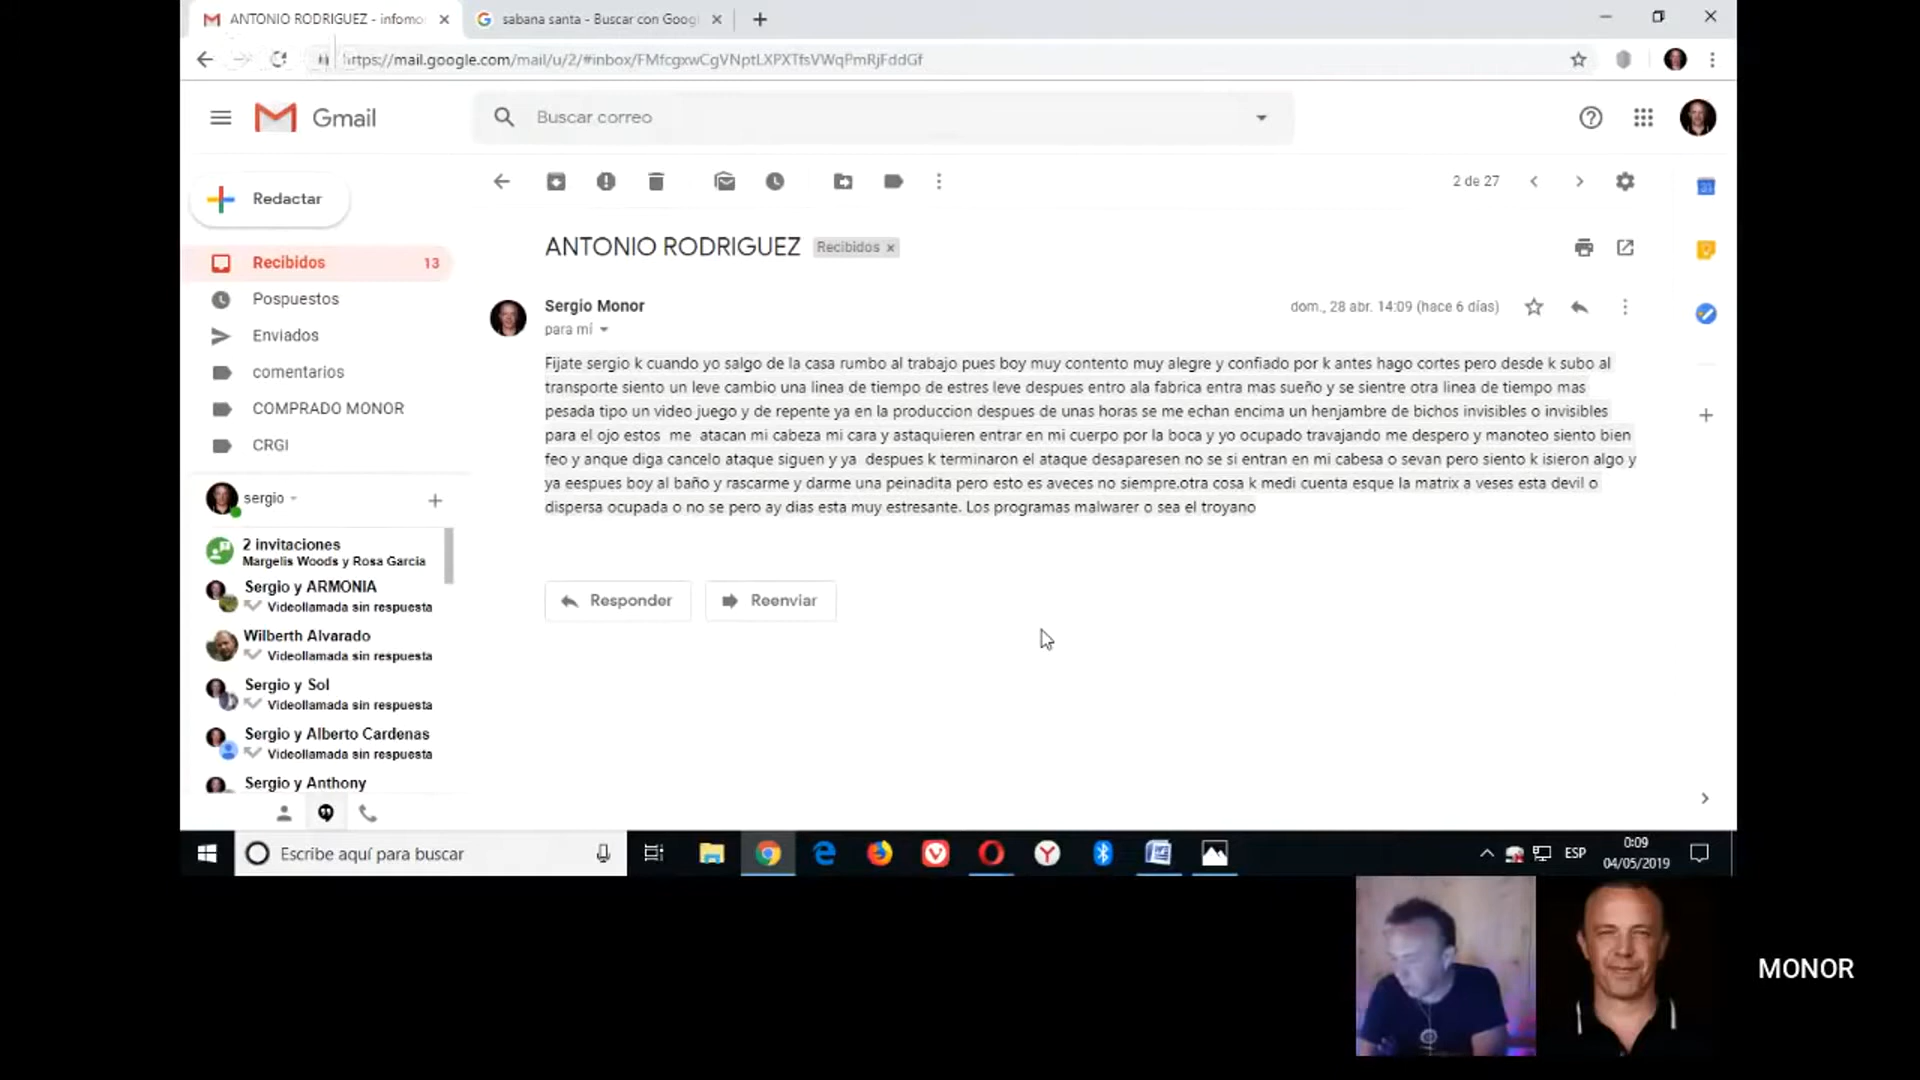 ANTONIO RODRIGUEZ - infomo
sabana santa - Buscar con Goog
https://mail.google.com/mail/u/2/#inbox/FMfcgxwCgVNptLXPXTfsVWqPmRjFddGf
Gmail
Buscar correo
Redactar
2 de 27
31
ANTONIO RODRIGUEZ
Recibidos x
Recibidos 13
Pospuestos
Enviados
comentarios
COMPRADO MONOR
CRGI
Sergio Monor
dom., 28 abr. 14:09 (hace 6 días)
para mí
Fijate sergio k cuando yo salgo de la casa rumbo al trabajo pues boy muy contento muy alegre y confiado por k antes hago cortes pero desde k subo al
transporte siento un leve cambio una linea de tiempo de estres leve despues entro ala fabrica entra mas sueño y se sientre otra linea de tiempo mas
pesada tipo un video juego y de repente ya en la produccion despues de unas horas se me echan encima un henjambre de bichos invisibles o invisibles
para el ojo estos me atacan mi cabeza mi cara y astaquieren entrar en mi cuerpo por la boca y yo ocupado travajando me despero y manoteo siento bien
feo y anque diga cancelo ataque siguen y ya despues k terminaron el ataque desaparesen no se si entran en mi cabesa o sevan pero siento k isieron algo y
ya eespues boy al baño y rascarme y darme una peinadita pero esto es aveces no siempre.otra cosa k medi cuenta esque la matrix a veses esta devil o
dispersa ocupada o no se pero ay dias esta muy estresante. Los programas malwarer o sea el troyano
Responder
Reenviar
sergio
2 invitaciones
Margelis Woods y Rosa Garcia
Sergio y ARMONIA
Videollamada sin respuesta
Wilberth Alvarado
Videollamada sin respuesta
Sergio y Sol
Videollamada sin respuesta
Sergio y Alberto Cardenas
Videollamada sin respuesta
Sergio y Anthony
Escribe aquí para buscar
ESP
0:09
04/05/2019
MONOR